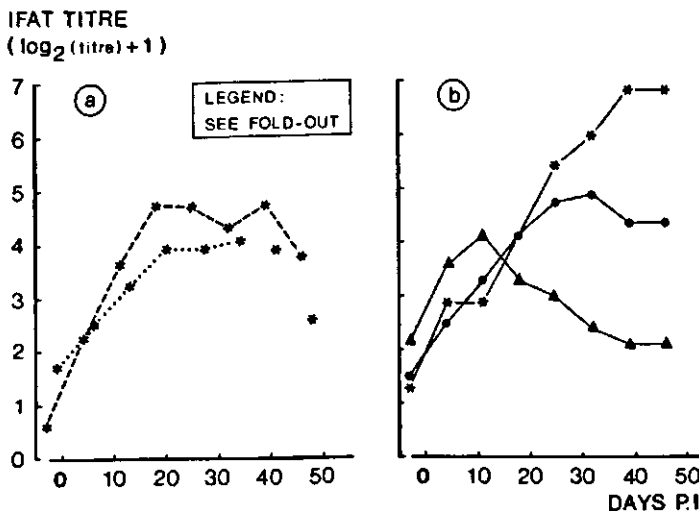 IFAT TITRE
(log2 (titre) + 1)
7
6
5
4
3
2
1
0
a
LEGEND:
SEE FOLD-OUT
b
0 10 20 30 40 50
0 10 20 30 40 50
DAYS P.I